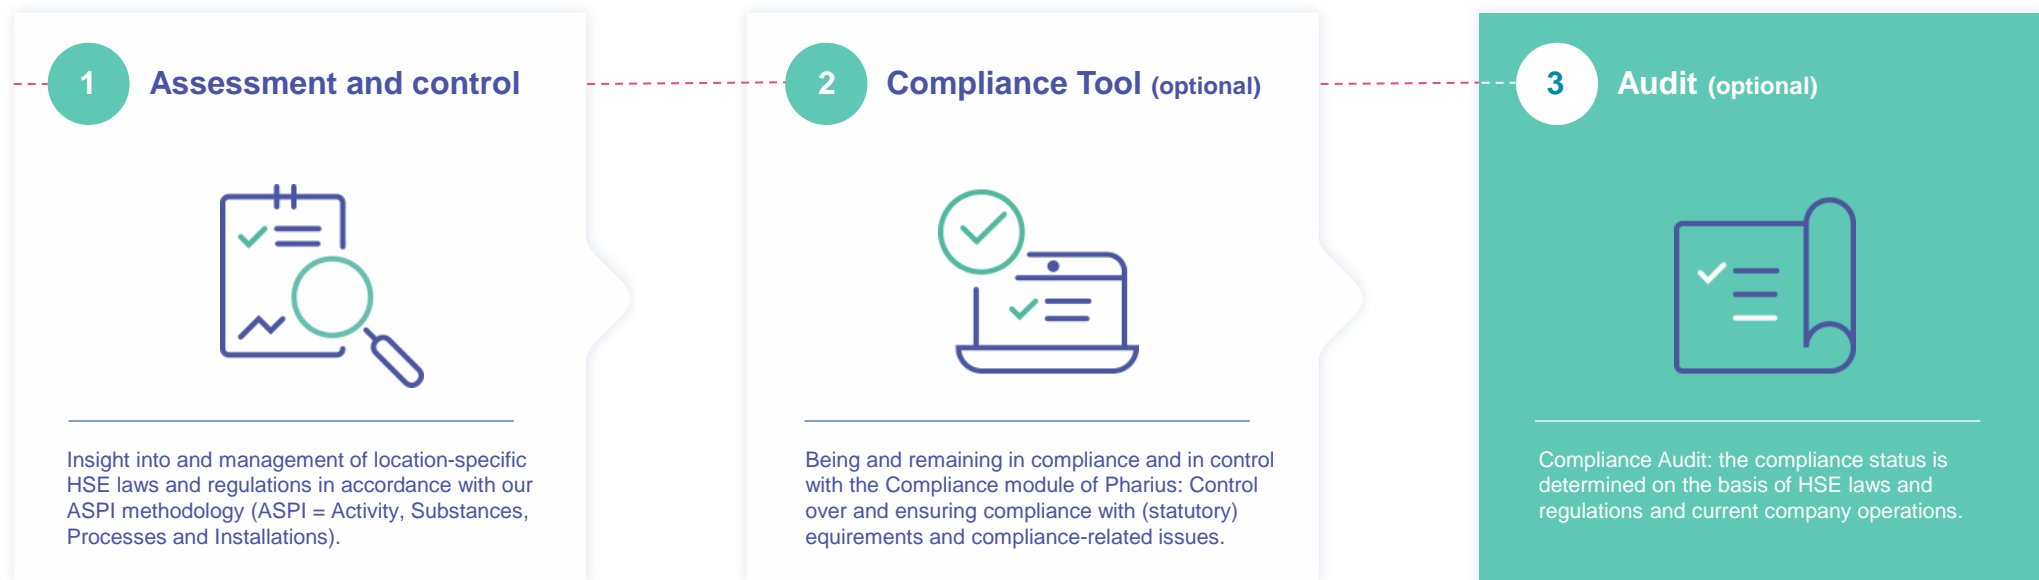 1 Assessment and control
Insight into and management of location-specific
HSE laws and regulations in accordance with our
ASPI methodology (ASPI = Activity, Substances,
Processes and Installations).
2 Compliance Tool (optional)
Being and remaining in compliance and in control
with the Compliance module of Pharius: Control
over and ensuring compliance with (statutory)
equirements and compliance-related issues.
3 Audit (optional)
Compliance Audit: the compliance status is
determined on the basis of HSE laws and
regulations and current company operations.